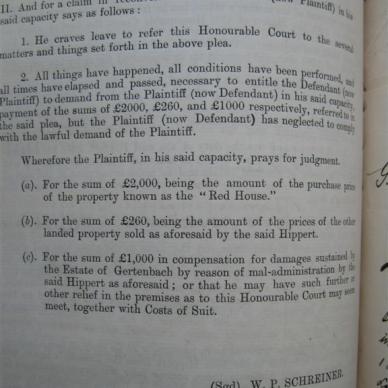 II. And for a claim in (now Plaintiff) in his
said capacity says as follows :
1. He craves leave to refer this Honourable Court to the several
matters and things set forth in the above plea.
2. All things have happened, all conditions have been performed, and
all times have elapsed and passed, necessary to entitle the Defendant (now
Plaintiff) to demand from the Plaintiff (now Defendant) in his said capacity,
payment of the sums of £2000, £260, and £1000 respectively, referred to in
the said plea, but the Plaintiff (now Defendant) has neglected to comply
with the lawful demand of the Plaintiff.
Wherefore the Plaintiff, in his said capacity, prays for judgment.
(a). For the sum of £2,000, being the amount of the purchase price
of the property known as the "Red House."
(b). For the sum of £260, being the amount of the prices of the other
landed property sold as aforesaid by the said Hippert.
(c). For the sum of £1,000 in compensation for damages sustained by
the Estate of Gertenbach by reason of mal-administration by the
said Hippert as aforesaid ; or that he may have such further or
other relief in the premises as to this Honourable Court may seem
meet, together with Costs of Suit.
(Sgd) W. P. SCHREINER.